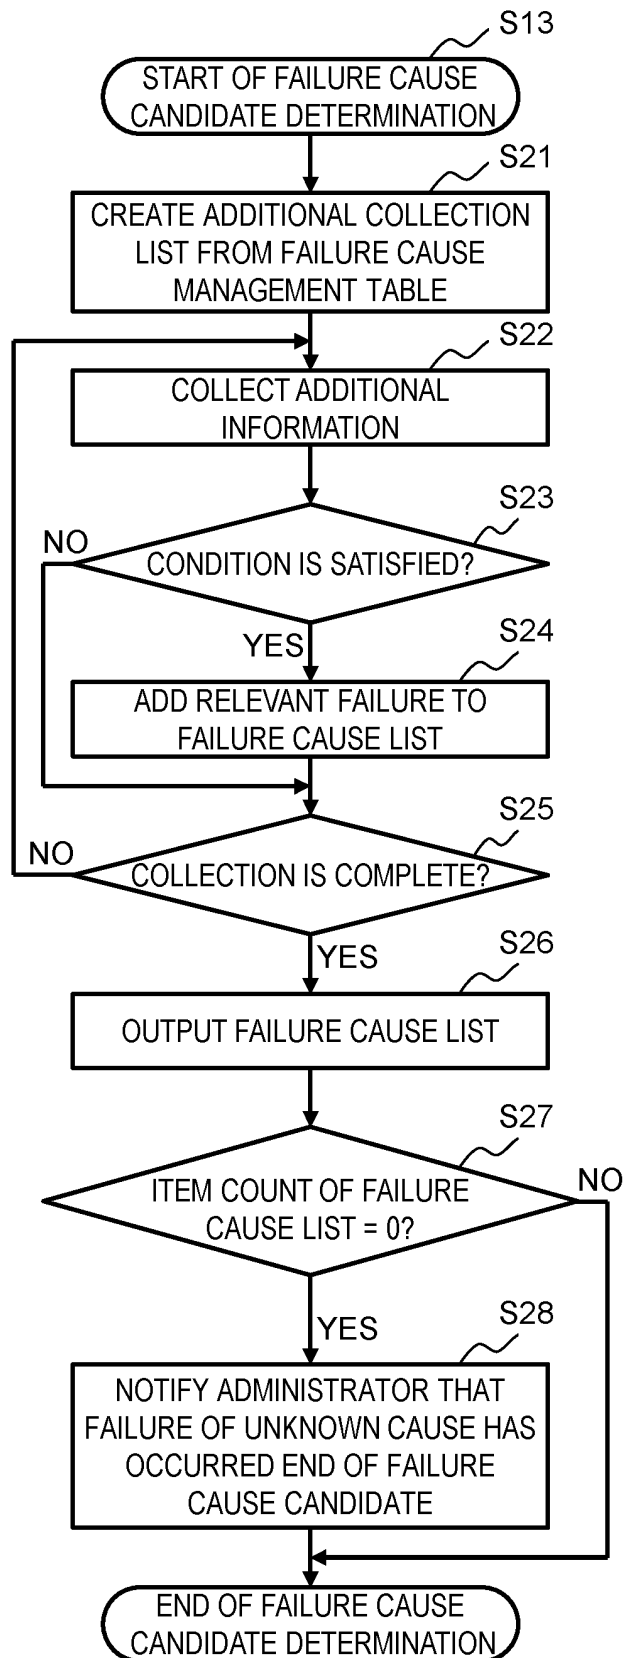 S13
START OF FAILURE CAUSE
CANDIDATE DETERMINATION
S21
CREATE ADDITIONAL COLLECTION
LIST FROM FAILURE CAUSE
MANAGEMENT TABLE
S22
COLLECT ADDITIONAL
INFORMATION
S23
NO
CONDITION IS SATISFIED?
YES
S24
ADD RELEVANT FAILURE TO
FAILURE CAUSE LIST
S25
NO
COLLECTION IS COMPLETE?
YES
S26
OUTPUT FAILURE CAUSE LIST
S27
NO
ITEM COUNT OF FAILURE
CAUSE LIST = 0?
YES
S28
NOTIFY ADMINISTRATOR THAT
FAILURE OF UNKNOWN CAUSE HAS
OCCURRED END OF FAILURE
CAUSE CANDIDATE
END OF FAILURE CAUSE
CANDIDATE DETERMINATION